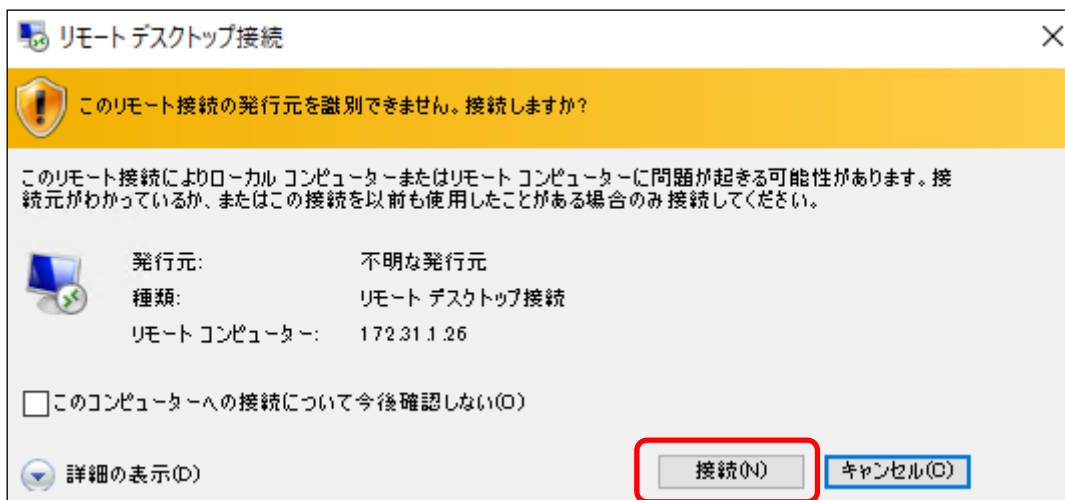 リモート デスクトップ接続
このリモート接続の発行元を識別できません。接続しますか?
このリモート接続によりローカル コンピューターまたはリモート コンピューターに問題が起きる可能性があります。接
続元がわかっているか、またはこの接続を以前も使用したことがある場合のみ接続してください。
発行元: 不明な発行元
種類: リモート デスクトップ接続
リモート コンピューター: 172.31.1.26
このコンピューターへの接続について今後確認しない(O)
詳細の表示(D) 接続(N) キャンセル(C)